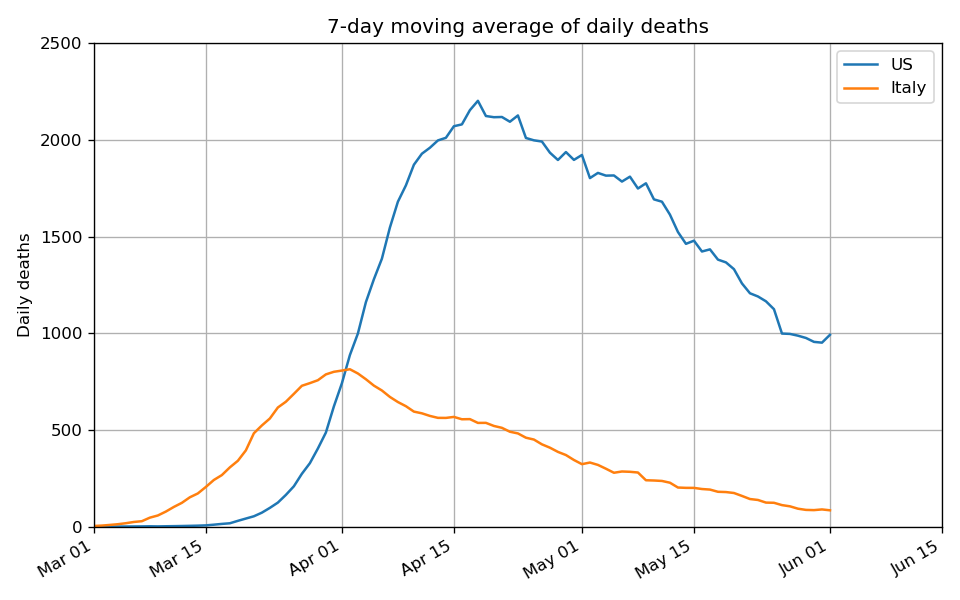 7-day moving average of daily deaths
US
Italy
Daily deaths
2500
2000
1500
1000
500
0
Mar 01
Mar 15
Apr 01
Apr 15
May 01
May 15
Jun 01
Jun 15